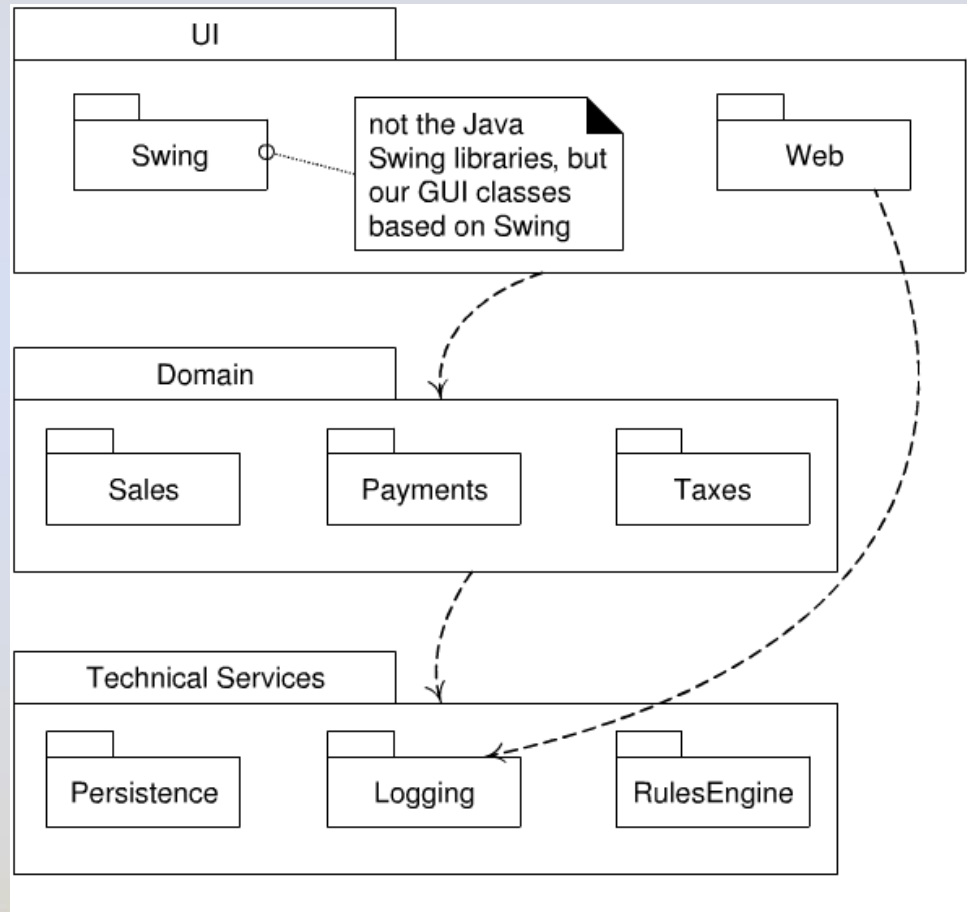 UI
Swing
not the Java
Swing libraries, but
our GUI classes
based on Swing
Web
Domain
Sales
Payments
Taxes
Technical Services
Persistence
Logging
RulesEngine